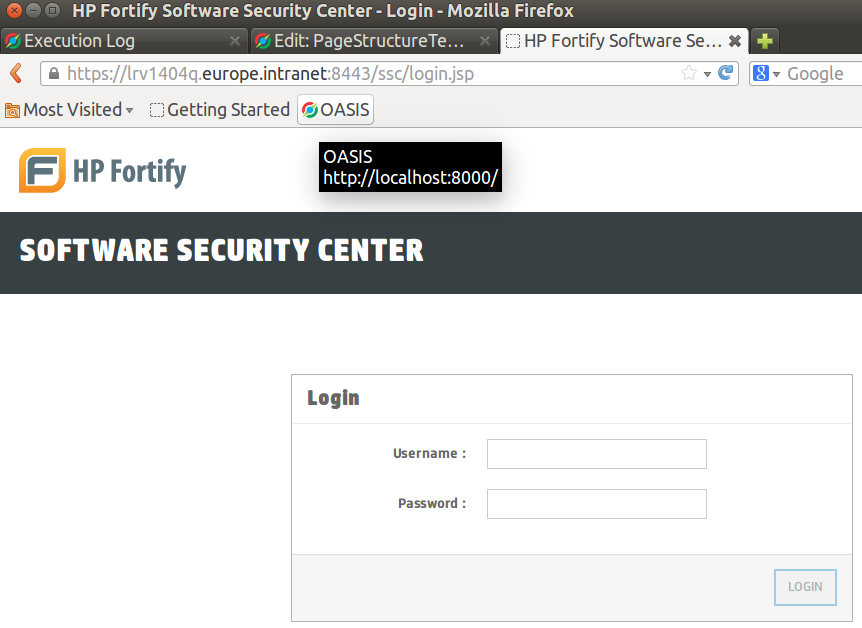 HP Fortify Software Security Center - Login - Mozilla Firefox
Execution Log
Edit: PageStructureTe...
HP Fortify Software Se...
https://lrv1404q.europe.intranet:8443/ssc/login.jsp
8
Google
Most Visited
Getting Started
OASIS
OASIS
http://localhost:8000/
F
HP Fortify
SOFTWARE SECURITY CENTER
Login
Username :
Password :
LOGIN